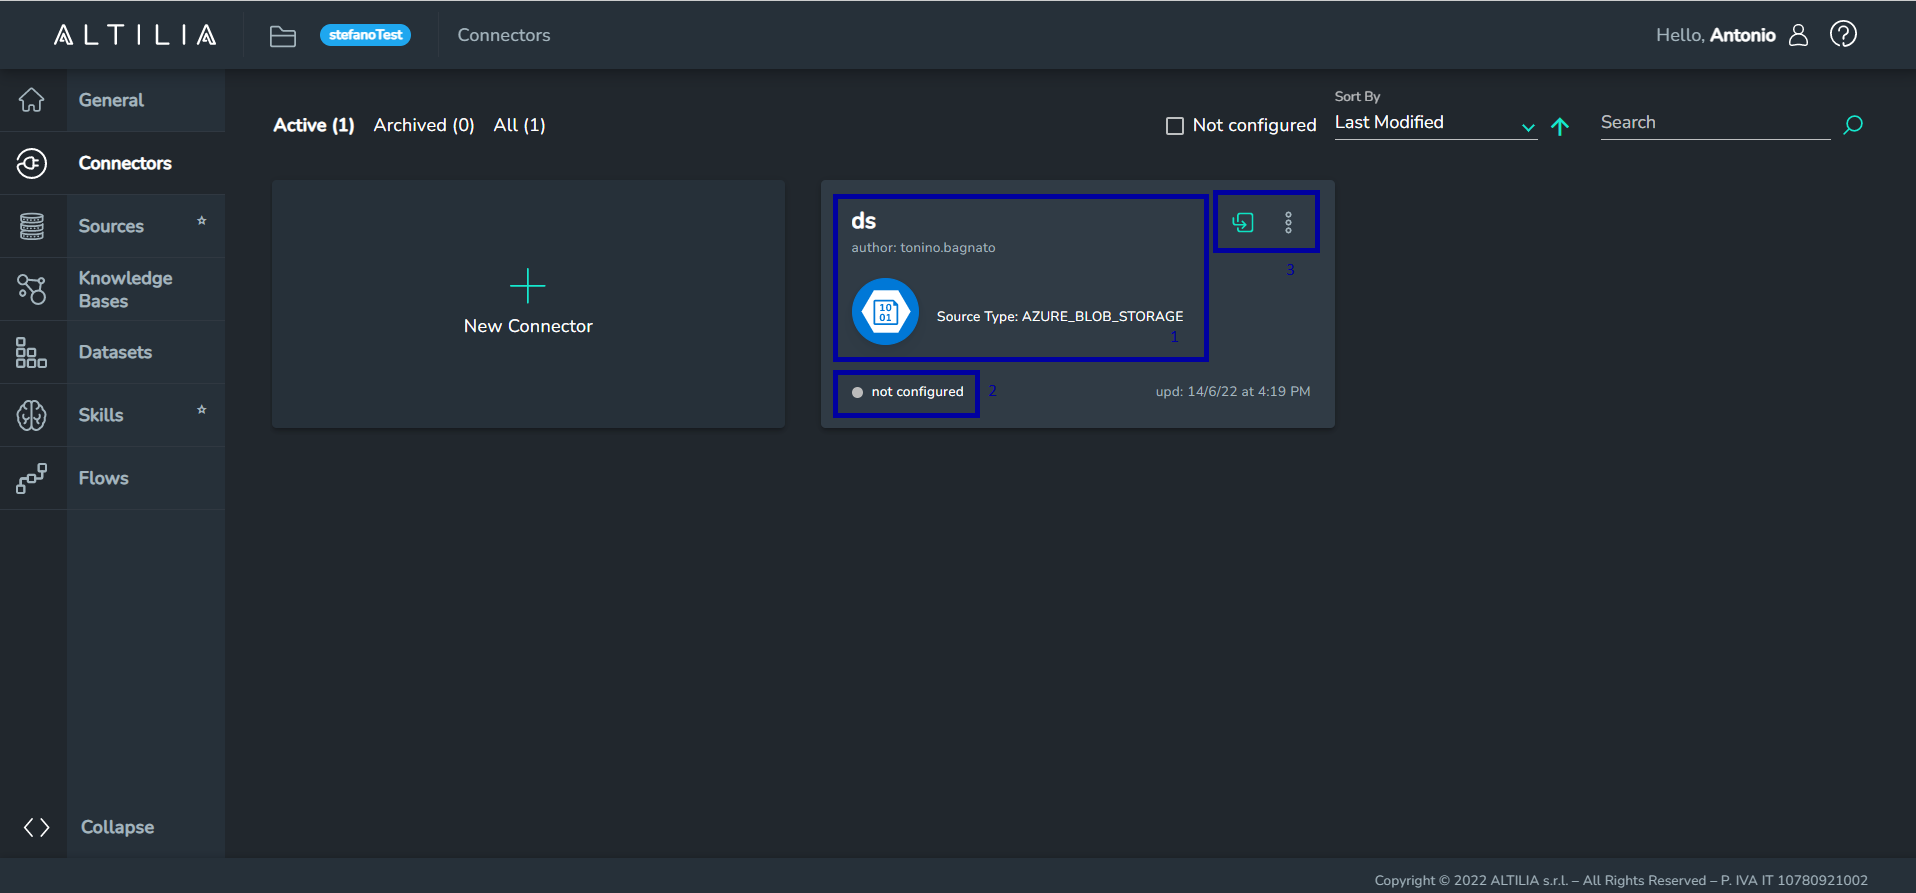 ALTILIA
stefanoTest
Connectors
Hello, Antonio
General
Connectors
Sources
Knowledge
Bases
Datasets
Skills
Flows
Collapse
Active (1) Archived (0) All (1)
Not configured
Sort By
Last Modified
Search
New Connector
ds
author: tonino.bagnato
10
01
Source Type: AZURE_BLOB_STORAGE
1
3
not configured
2
upd: 14/6/22 at 4:19 PM
Copyright © 2022 ALTILIA s.r.l. – All Rights Reserved – P. IVA IT 10780921002